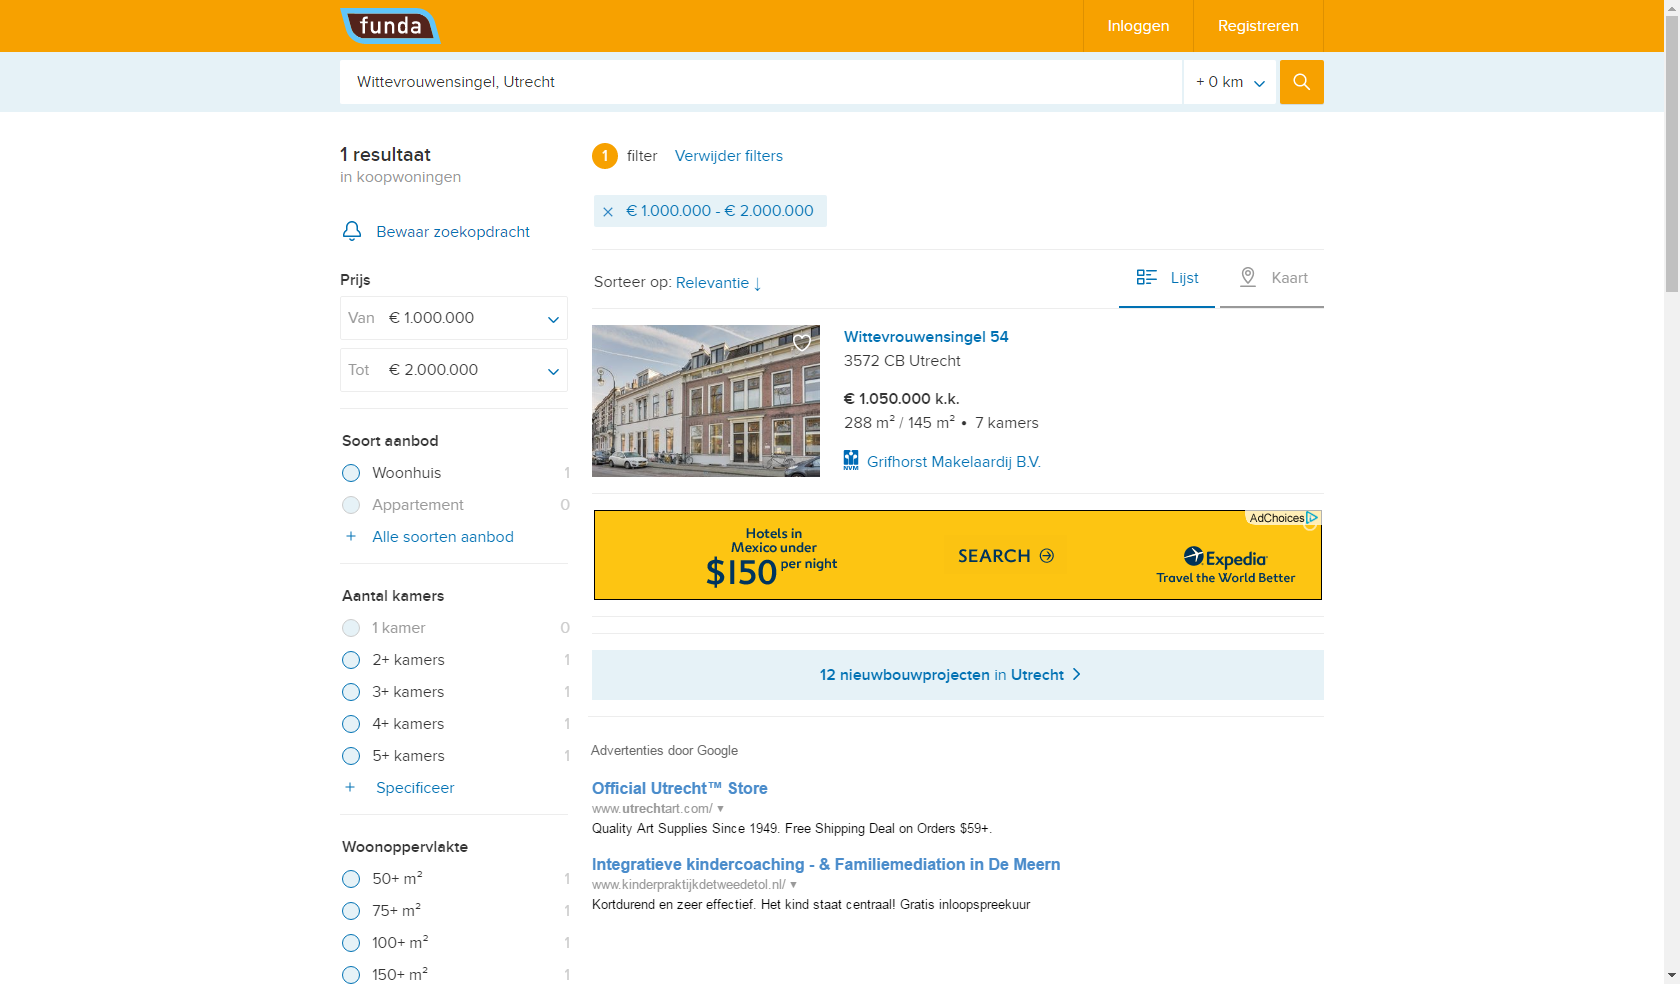 funda
Inloggen
Registreren
Wittevrouwensingel, Utrecht
+ 0 km
1 resultaat
in koopwoningen
Bewaar zoekopdracht
Prijs
Van € 1.000.000
Tot € 2.000.000
Soort aanbod
Woonhuis 1
Appartement 0
+ Alle soorten aanbod
Aantal kamers
1 kamer 0
2+ kamers 1
3+ kamers 1
4+ kamers 1
5+ kamers 1
+ Specificeer
Woonoppervlakte
50+ m² 1
75+ m² 1
100+ m² 1
150+ m² 1
1 filter Verwijder filters
× € 1.000.000 - € 2.000.000
Sorteer op: Relevantie ↓
Lijst
Kaart
Wittevrouwensingel 54
3572 CB Utrecht
€ 1.050.000 k.k.
288 m² / 145 m² • 7 kamers
NVM
Grifhorst Makelaardij B.V.
AdChoices
Hotels in
Mexico under
$150 per night
SEARCH
Expedia
Travel the World Better
12 nieuwbouwprojecten in Utrecht >
Advertenties door Google
Official Utrecht™ Store
www.utrechtart.com/ ▼
Quality Art Supplies Since 1949. Free Shipping Deal on Orders $59+.
Integratieve kindercoaching - & Familiemediation in De Meern
www.kinderpraktijkdetweedetol.nl/ ▼
Kortdurend en zeer effectief. Het kind staat centraal! Gratis inloopspreekuur